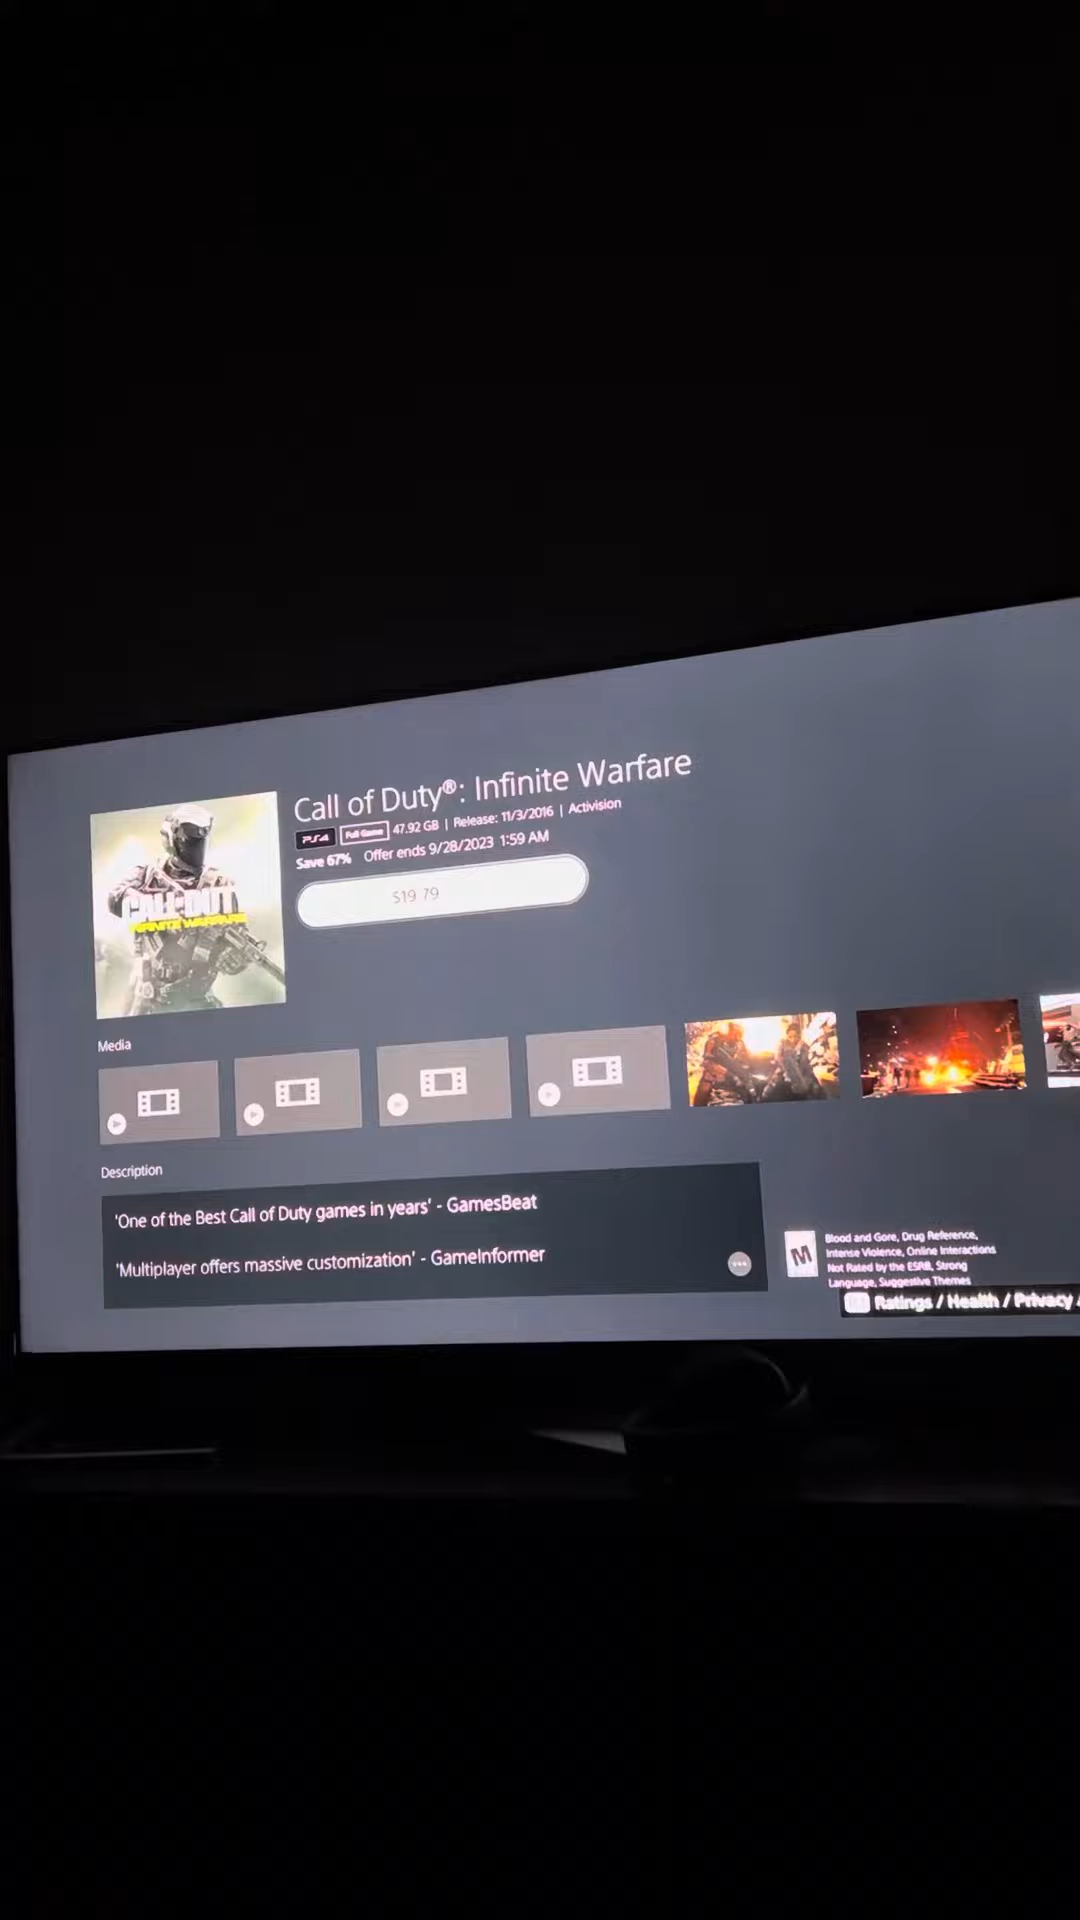 Call of Duty®: Infinite Warfare
PS4 Full Game 47.92 GB | Release: 11/3/2016 | Activision
Save 67% Offer ends 9/28/2023 1:59 AM
$19.79
CALL OF DUTY
INFINITE WARFARE
Media
Description
'One of the Best Call of Duty games in years' - GamesBeat
'Multiplayer offers massive customization' - GameInformer
M
Blood and Gore, Drug Reference,
Intense Violence, Online Interactions
Not Rated by the ESRB, Strong
Language, Suggestive Themes
Ratings / Health / Privacy /